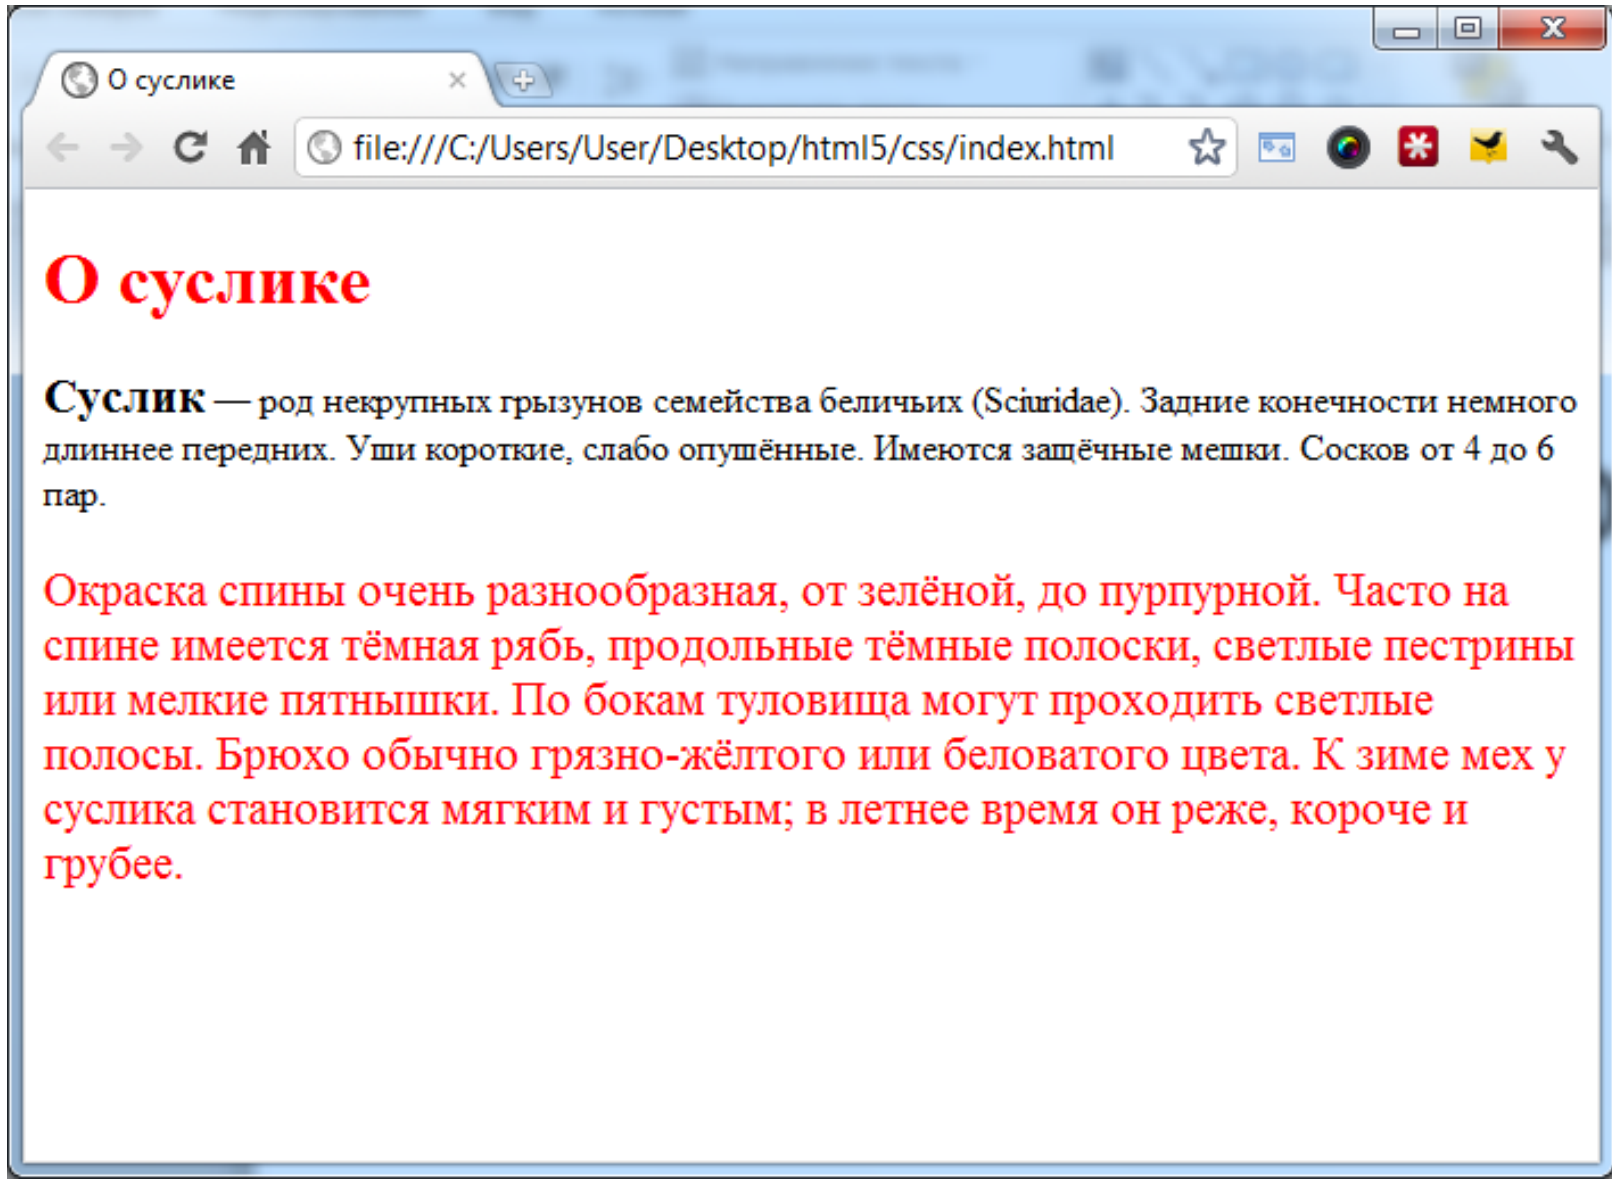 О суслике
file:///C:/Users/User/Desktop/html5/css/index.html
О суслике
Суслик — род некрупных грызунов семейства беличьих (Sciuridae). Задние конечности немного
длиннее передних. Уши короткие, слабо опушённые. Имеются защёчные мешки. Сосков от 4 до 6
пар.
Окраска спины очень разнообразная, от зелёной, до пурпурной. Часто на
спине имеется тёмная рябь, продольные тёмные полоски, светлые пестрины
или мелкие пятнышки. По бокам туловища могут проходить светлые
полосы. Брюхо обычно грязно-жёлтого или беловатого цвета. К зиме мех у
суслика становится мягким и густым; в летнее время он реже, короче и
грубее.